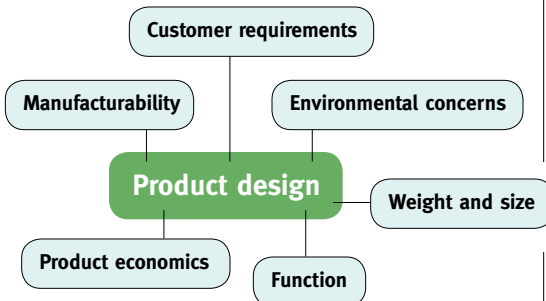 Customer requirements
Manufacturability
Environmental concerns
Product design
Weight and size
Product economics
Function